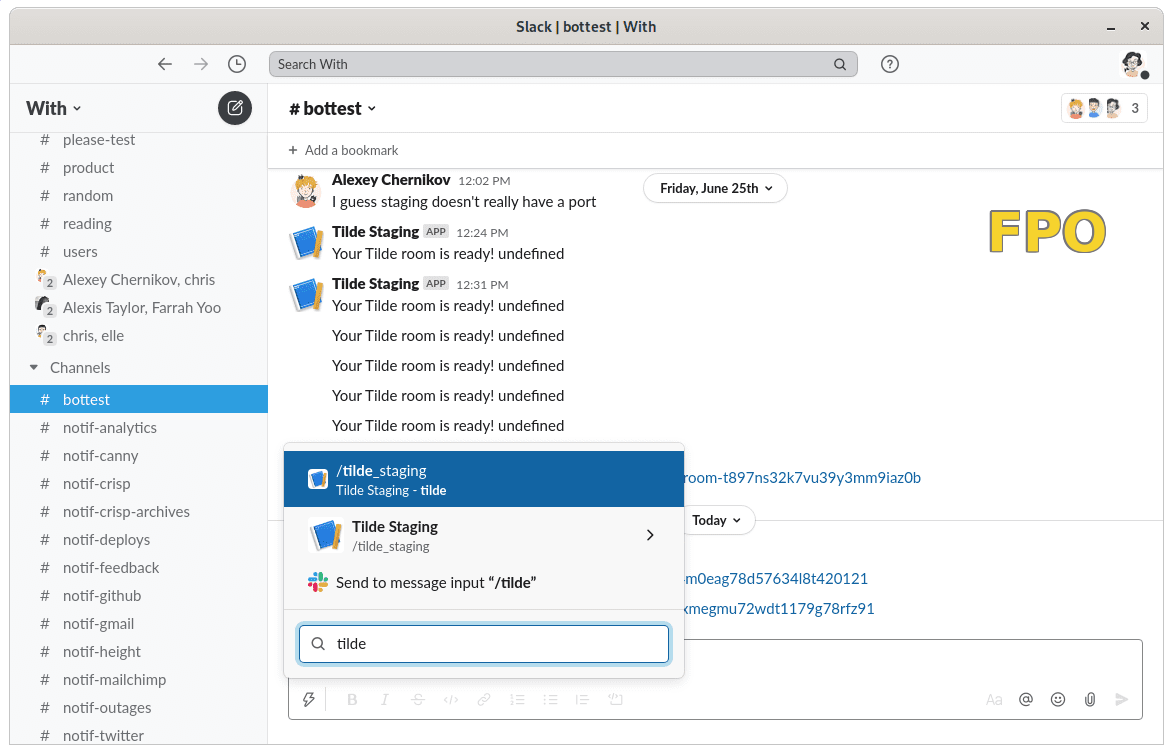 Slack | bottest | With
Search With
With
# bottest
3
+ Add a bookmark
# please-test
# product
# random
# reading
# users
2 Alexey Chernikov, chris
2 Alexis Taylor, Farrah Yoo
2 chris, elle
Channels
# bottest
# notif-analytics
# notif-canny
# notif-crisp
# notif-crisp-archives
# notif-deploys
# notif-feedback
# notif-github
# notif-gmail
# notif-height
# notif-mailchimp
# notif-outages
# notif-twitter
Alexey Chernikov 12:02 PM
Friday, June 25th
I guess staging doesn't really have a port
FPO
Tilde Staging APP 12:24 PM
Your Tilde room is ready! undefined
Tilde Staging APP 12:31 PM
Your Tilde room is ready! undefined
Your Tilde room is ready! undefined
Your Tilde room is ready! undefined
Your Tilde room is ready! undefined
Your Tilde room is ready! undefined
room-t897ns32k7vu39y3mm9iaz0b
Today
-m0eag78d57634l8t420121
xmegmu72wdt1179g78rfz91
/tilde_staging
Tilde Staging - tilde
Tilde Staging
/tilde_staging
Send to message input “/tilde”
tilde
B I S </> Aa @